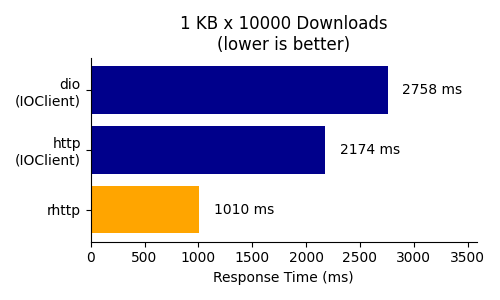 1 KB x 10000 Downloads
(lower is better)
dio
(IOClient)
2758 ms
http
(IOClient)
2174 ms
rhttp
1010 ms
0 500 1000 1500 2000 2500 3000 3500
Response Time (ms)